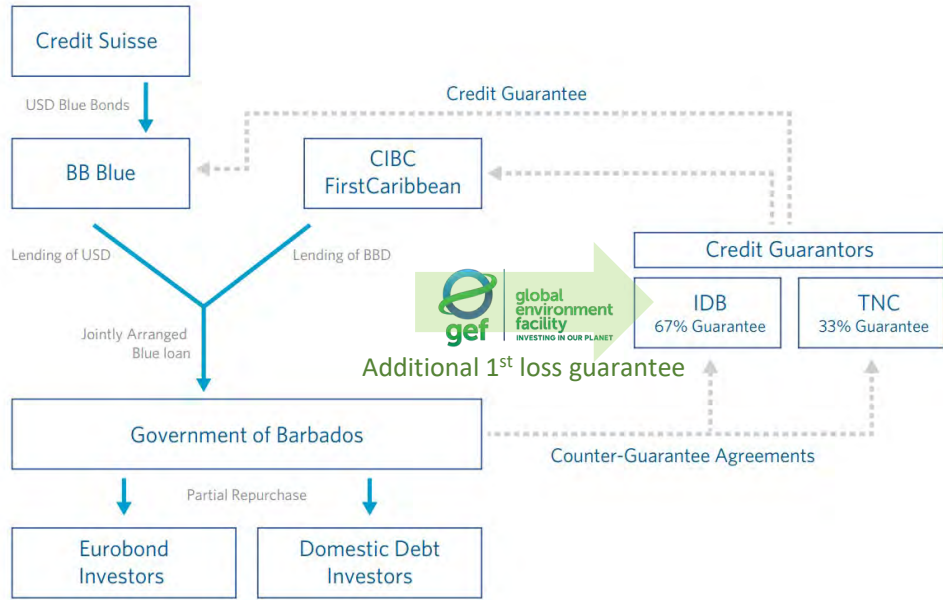 Credit Suisse
USD Blue Bonds
Credit Guarantee
BB Blue
CIBC
FirstCaribbean
Lending of USD
Lending of BBD
Credit Guarantors
IDB
67% Guarantee
TNC
33% Guarantee
gef
global
environment
facility
INVESTING IN OUR PLANET
Additional 1st loss guarantee
Jointly Arranged
Blue loan
Government of Barbados
Counter-Guarantee Agreements
Partial Repurchase
Eurobond
Investors
Domestic Debt
Investors